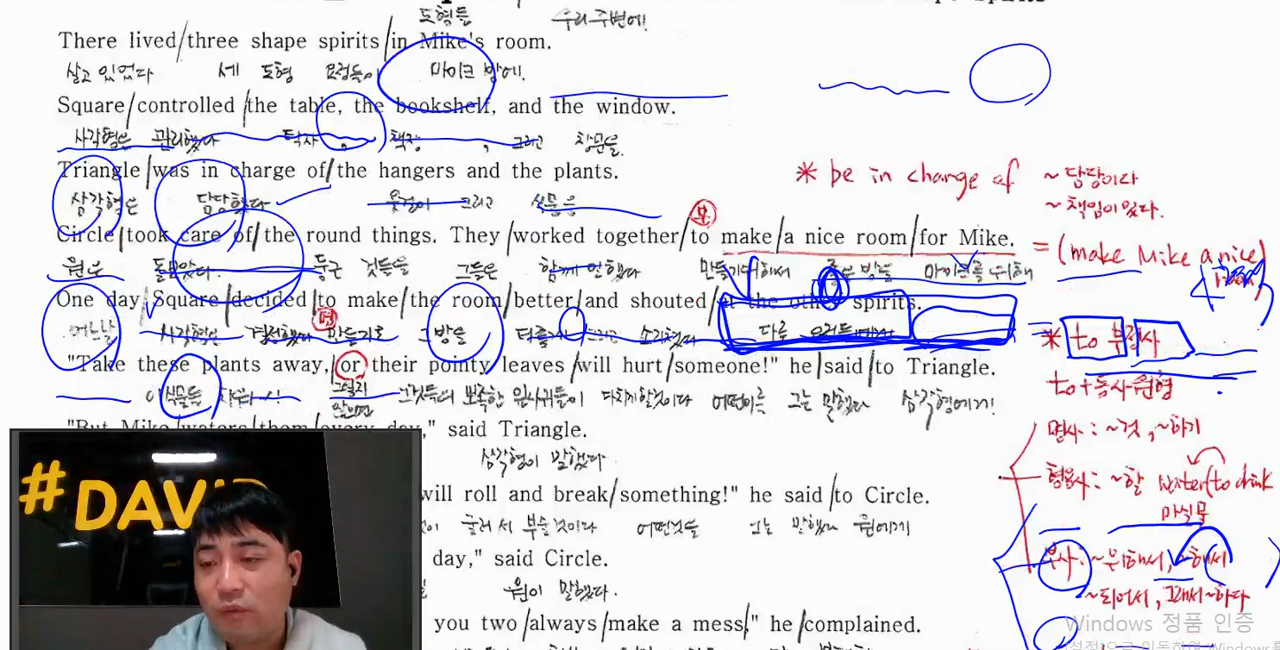 도형들 우리 주변에!
There lived/three shape spirits/in Mike's room.
살고 있었다 세 도형 요정들이 마이크 방에.
Square/controlled/the table, the bookshelf, and the window.
사각형은 관리했다 탁자, 책장, 그리고 창문을.
Triangle/was in charge of/the hangers and the plants.
삼각형은 담당했다 옷걸이 그리고 식물을
* be in charge of ~ 담당이다
~ 책임이 있다.
Circle/took care of/the round things. They/worked together/to make/a nice room/for Mike.
= (make Mike a nice room)
원은 돌보았다. 둥근 것들을 그들은 함께 일했다 만들기 위해서 좋은 방을 마이크를 위해
One day/Square/decided/to make/the room/better/and shouted/at the other spirits.
어느날 사각형은 결정했다 만들기로 그 방을 더 좋게 그리고 소리쳤다 다른 요정들에게
* to 부정사
"Take these plants away,/or/their pointy leaves/will hurt/someone!" he/said/to Triangle.
to+동사원형
이 식물들 그렇지 않으면 그것들의 뾰족한 잎사귀들이 다치게할것이다 어떤이를 그는 말했다 삼각형에게!
명사 : ~것, ~하기
"But Mike/waters/them/every day," said Triangle.
삼각형이 말했다.
형용사 : ~할 water(to drink
마실 물
will roll and break/something!" he said/to Circle.
굴러서 부술것이다 어떤것을 그는 말했다 원에게
부사 : ~위해서, ~해서
~되어서, 그래서~하다
day," said Circle.
원이 말했다.
you two/always/make a mess," he/complained.
#DAVID
Windows 정품 인증